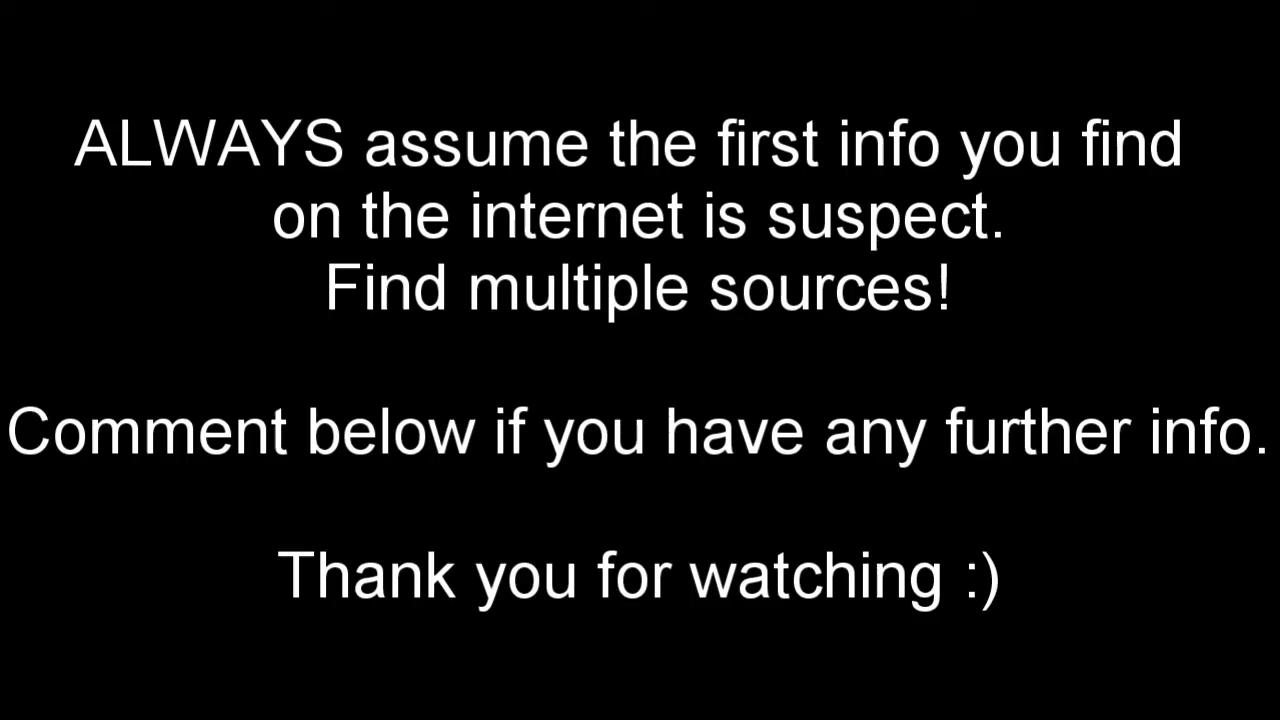 ALWAYS assume the first info you find
on the internet is suspect.
Find multiple sources!
Comment below if you have any further info.
Thank you for watching :)